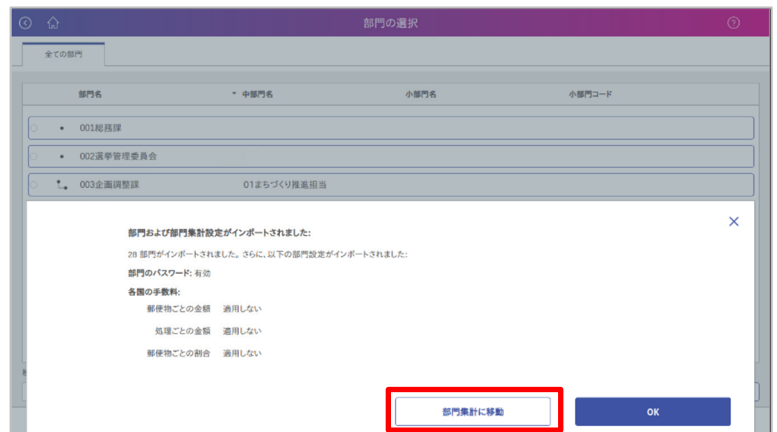 部門の選択
全ての部門
部門名 中部門名 小部門名 小部門コード
001総務課
002選挙管理委員会
003企画調整課 01まちづくり推進担当
部門および部門集計設定がインポートされました:
28 部門がインポートされました。さらに、以下の部門設定がインポートされました:
部門のパスワード: 有効
各国の手数料:
郵便物ごとの金額 適用しない
処理ごとの金額 適用しない
郵便物ごとの割合 適用しない
部門集計に移動 OK